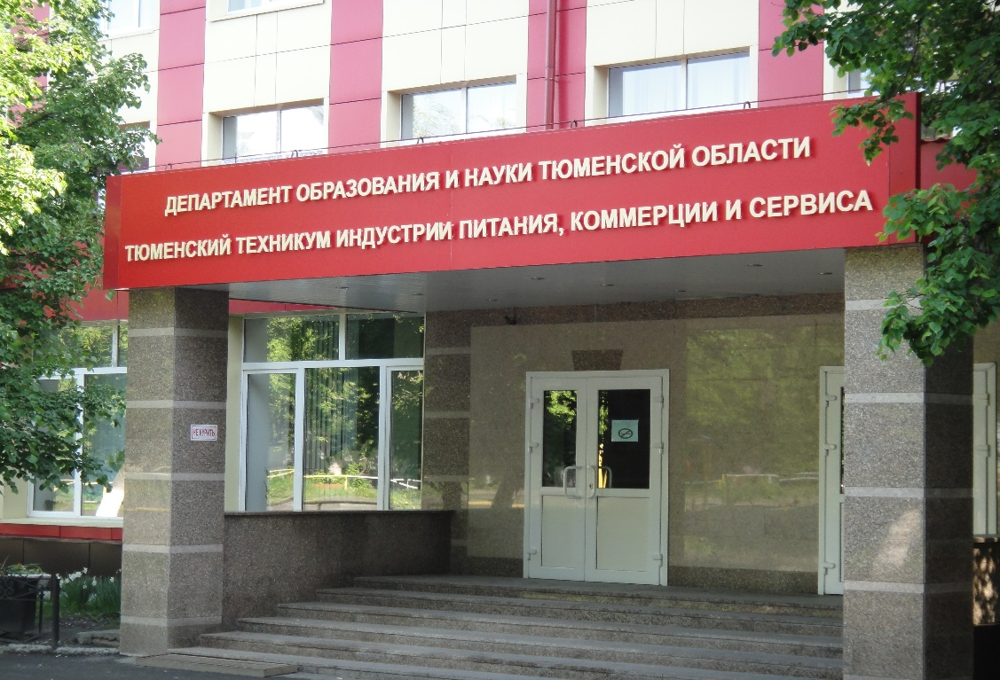 ДЕПАРТАМЕНТ ОБРАЗОВАНИЯ И НАУКИ ТЮМЕНСКОЙ ОБЛАСТИ
ТЮМЕНСКИЙ ТЕХНИКУМ ИНДУСТРИИ ПИТАНИЯ, КОММЕРЦИИ И СЕРВИСА
НЕ КУРИТЬ